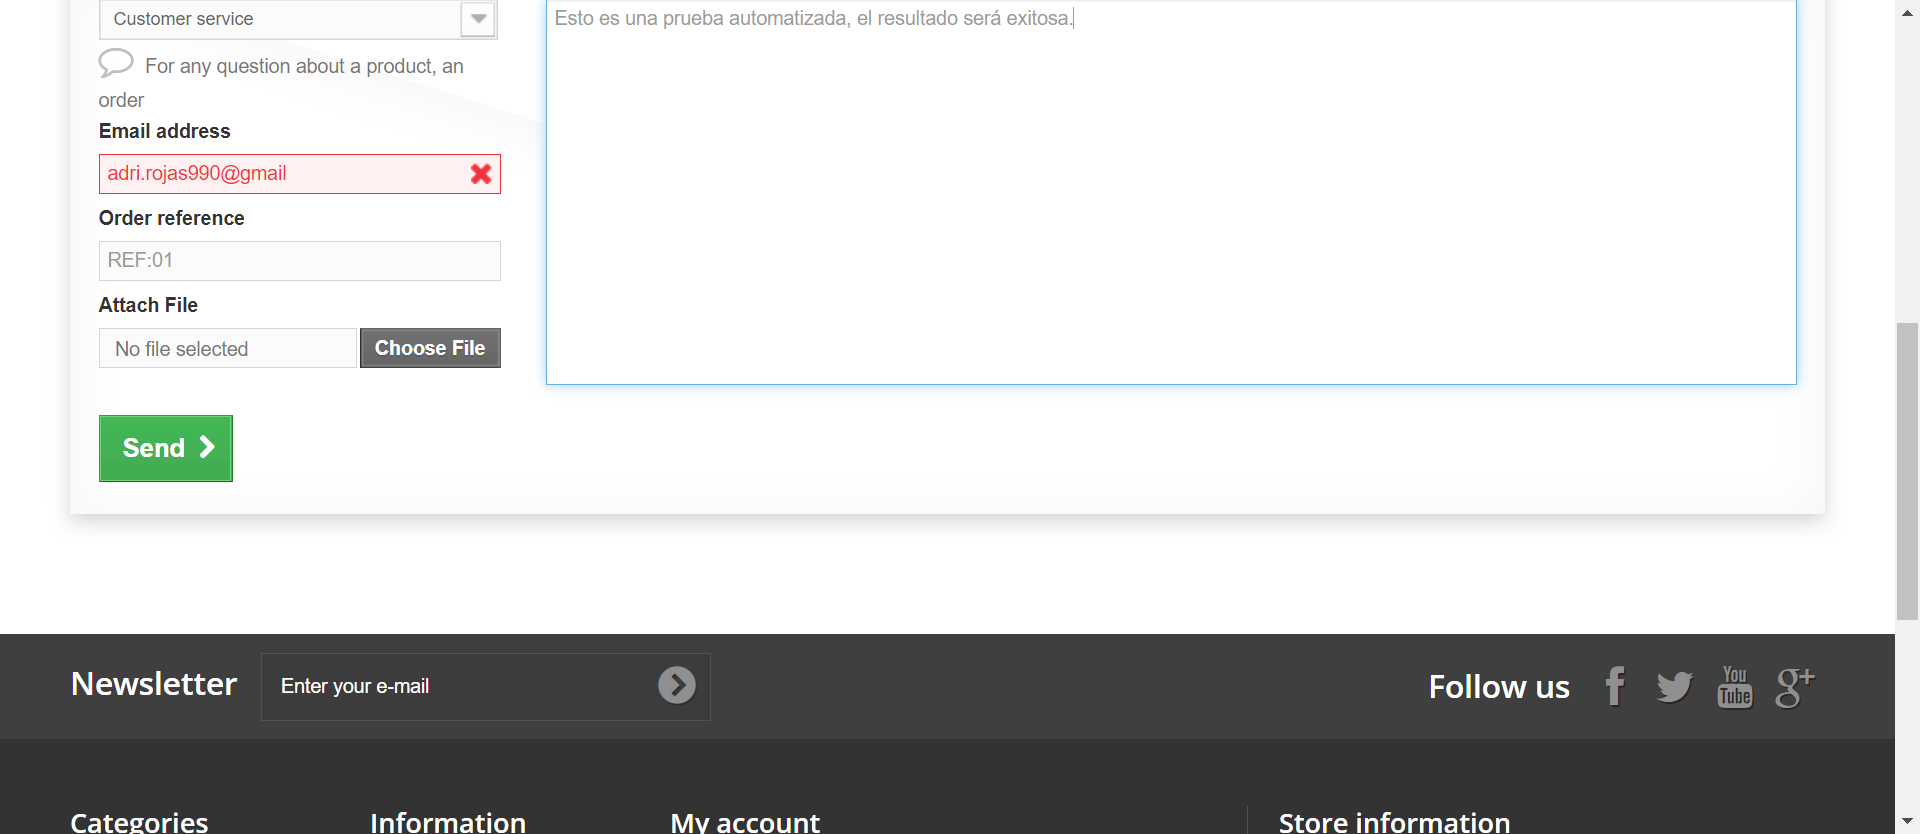 Customer service
For any question about a product, an
order
Email address
adri.rojas990@gmail
Order reference
REF:01
Attach File
No file selected
Choose File
Send
Esto es una prueba automatizada, el resultado será exitosa.
Newsletter
Enter your e-mail
Follow us
f
You
Tube
g+
Categories
Information
My account
Store information